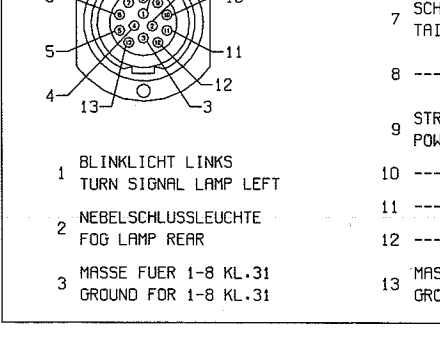 5
11
4
12
13
3
1 BLINKLICHT LINKS
TURN SIGNAL LAMP LEFT
2 NEBELSCHLUSSLEUCHTE
FOG LAMP REAR
3 MASSE FUER 1-8 KL.31
GROUND FOR 1-8 KL.31
7
8 ---
9
10 ---
11 ---
12 ---
13